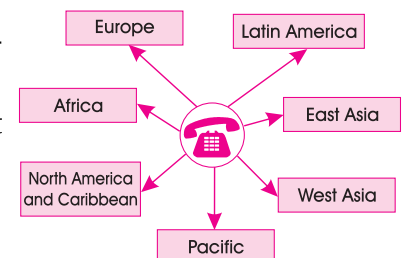 Europe
Latin America
Africa
East Asia
North America
and Caribbean
West Asia
Pacific